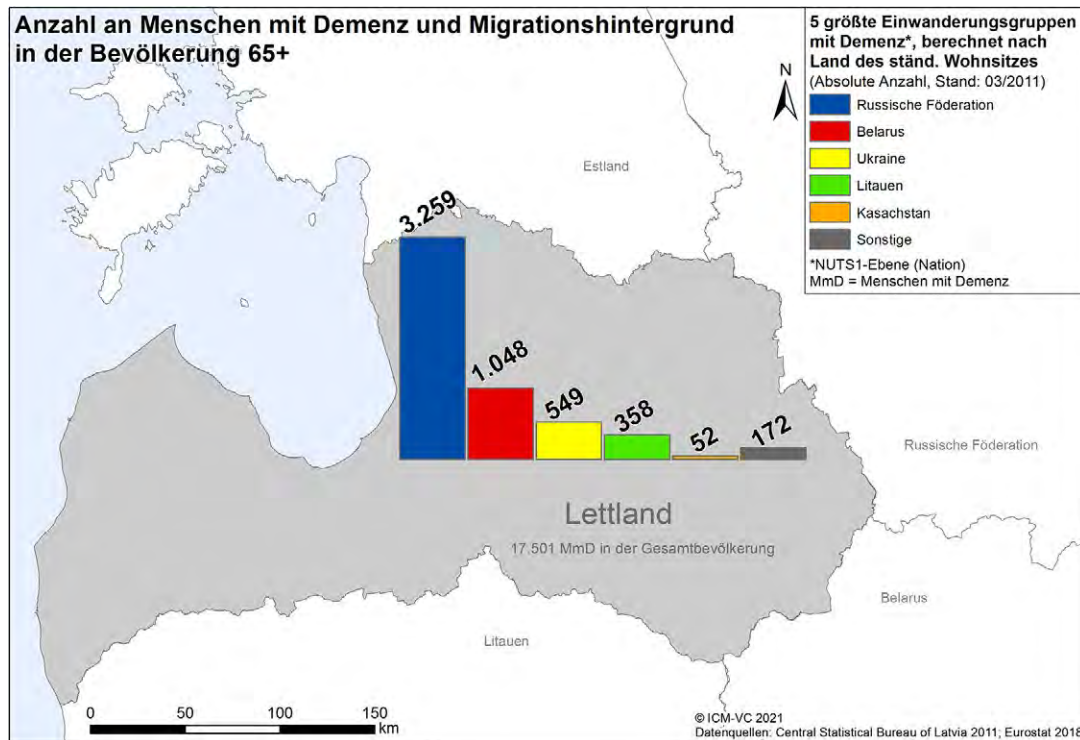 Anzahl an Menschen mit Demenz und Migrationshintergrund
in der Bevölkerung 65+
5 größte Einwanderungsgruppen
mit Demenz*, berechnet nach
Land des ständ. Wohnsitzes
(Absolute Anzahl, Stand: 03/2011)
Russische Föderation
Belarus
Ukraine
Litauen
Kasachstan
Sonstige
*NUTS1-Ebene (Nation)
MmD = Menschen mit Demenz
N
Estland
3.259
1.048
549
358
52
172
Russische Föderation
Lettland
17.501 MmD in der Gesamtbevölkerung
Belarus
Litauen
0 50 100 150
km
© ICM-VC 2021
Datenquellen: Central Statistical Bureau of Latvia 2011; Eurostat 2018